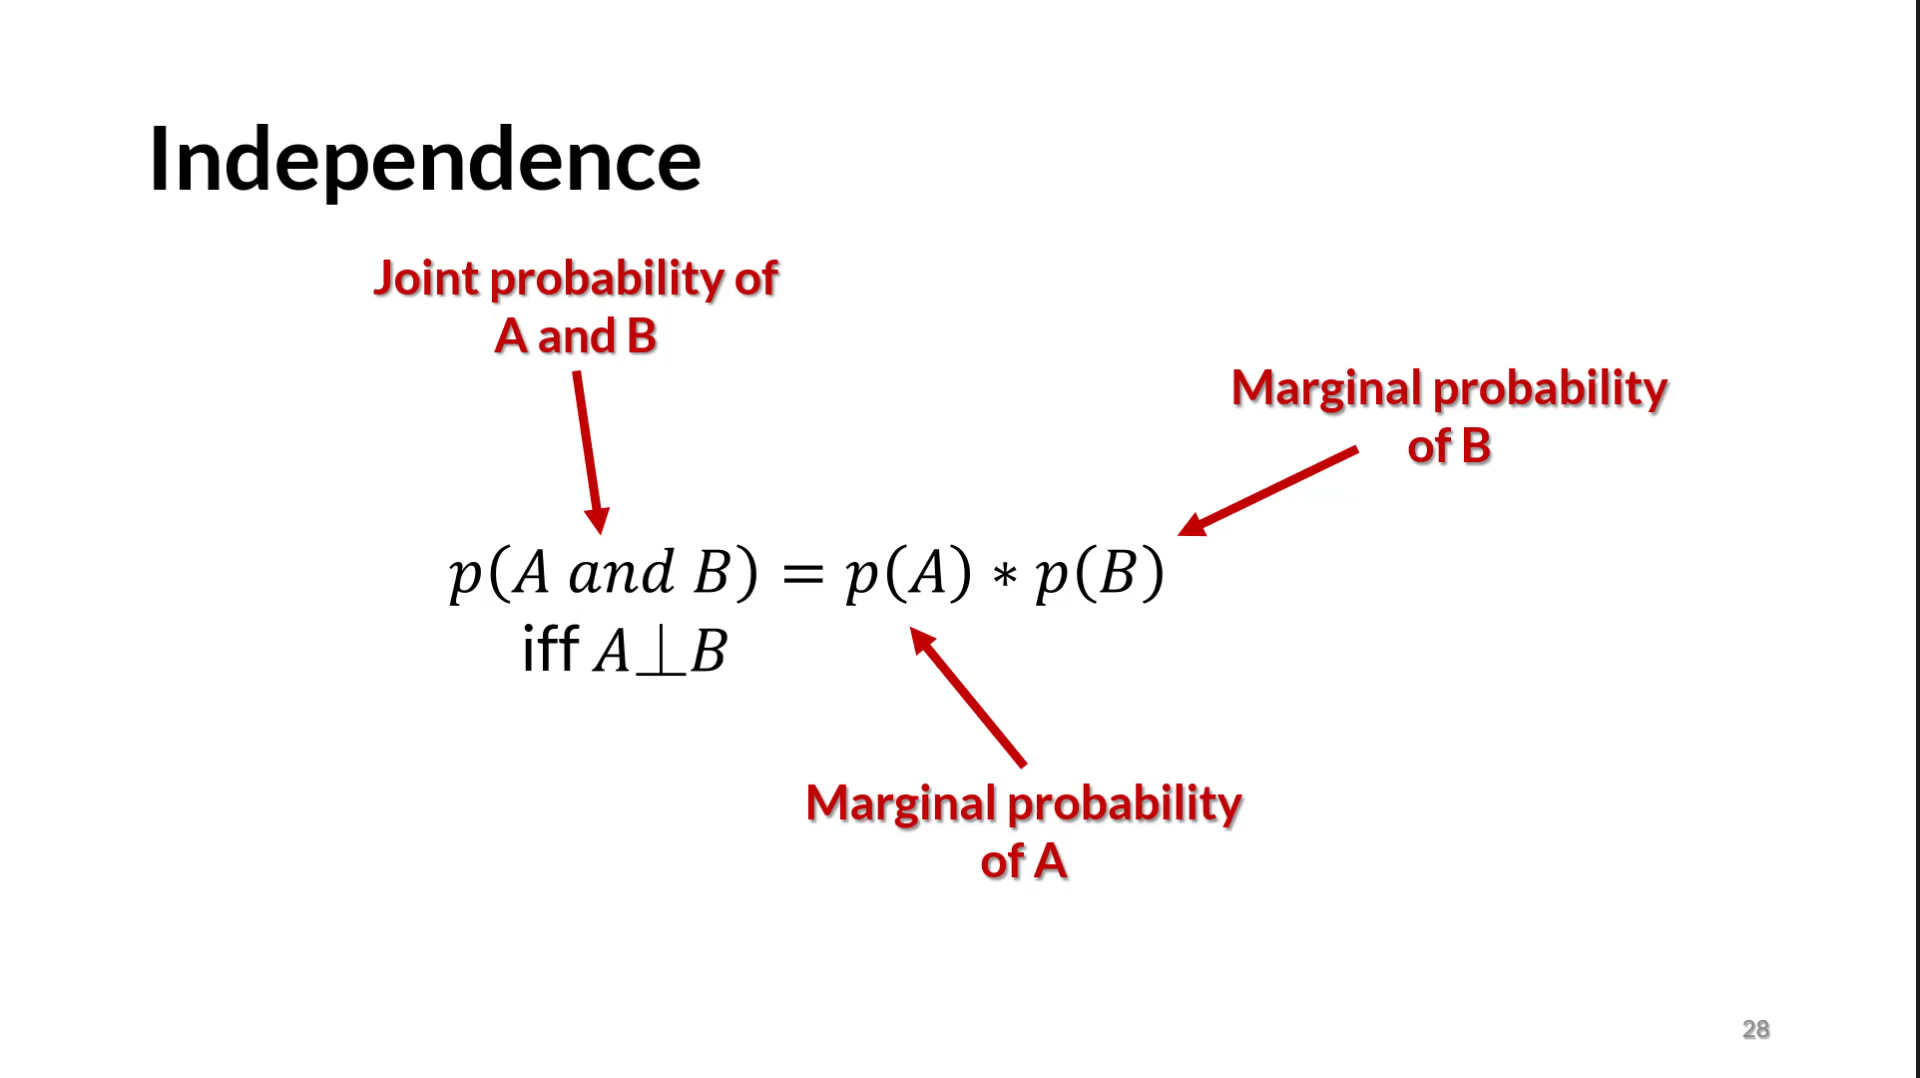 Independence
Joint probability of
A and B
Marginal probability
of B
p(A and B) = p(A) ∗ p(B)
iff A⊥B
Marginal probability
of A
28